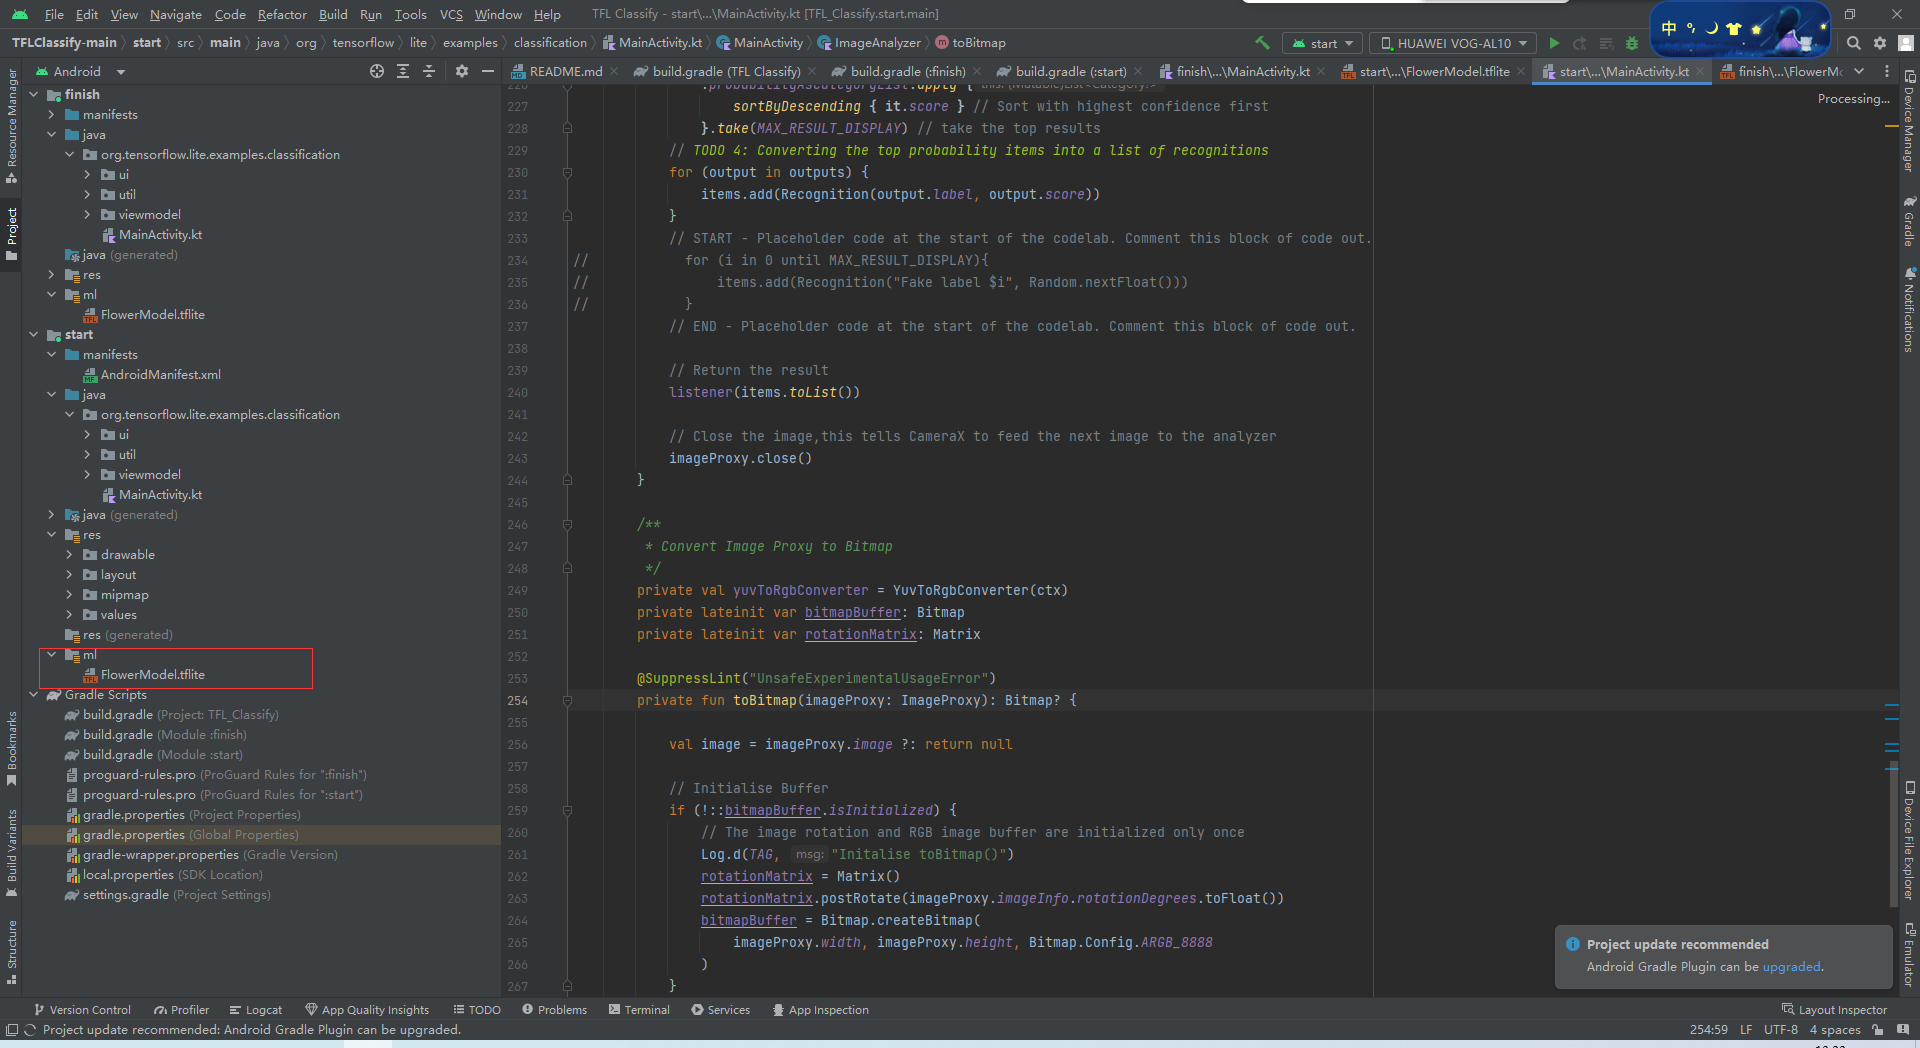 File Edit View Navigate Code Refactor Build Run Tools VCS Window Help TFL Classify - start\...\MainActivity.kt [TFL_Classify.start.main]
中
TFLClassify-main start src main java org tensorflow lite examples classification MainActivity.kt MainActivity ImageAnalyzer toBitmap start HUAWEI VOG-AL10
Android README.md build.gradle (TFL Classify) build.gradle (:finish) build.gradle (:start) finish\...\MainActivity.kt start\...\FlowerModel.tflite start\...\MainActivity.kt finish\...\FlowerMo
Resource Manager
Project
Bookmarks
Build Variants
Structure
finish
manifests
java
org.tensorflow.lite.examples.classification
ui
util
viewmodel
MainActivity.kt
java (generated)
res
ml
FlowerModel.tflite
start
manifests
AndroidManifest.xml
java
org.tensorflow.lite.examples.classification
ui
util
viewmodel
MainActivity.kt
java (generated)
res
drawable
layout
mipmap
values
res (generated)
ml
FlowerModel.tflite
Gradle Scripts
build.gradle (Project: TFL_Classify)
build.gradle (Module :finish)
build.gradle (Module :start)
proguard-rules.pro (ProGuard Rules for ":finish")
proguard-rules.pro (ProGuard Rules for ":start")
gradle.properties (Project Properties)
gradle.properties (Global Properties)
gradle-wrapper.properties (Gradle Version)
local.properties (SDK Location)
settings.gradle (Project Settings)
226 .probabilityAsCategoryList.apply { this: (Mutable)List<Category!>
227 sortByDescending { it.score } // Sort with highest confidence first
228 }.take(MAX_RESULT_DISPLAY) // take the top results
229 // TODO 4: Converting the top probability items into a list of recognitions
230 for (output in outputs) {
231 items.add(Recognition(output.label, output.score))
232 }
233 // START - Placeholder code at the start of the codelab. Comment this block of code out.
234 // for (i in 0 until MAX_RESULT_DISPLAY){
235 // items.add(Recognition("Fake label $i", Random.nextFloat()))
236 // }
237 // END - Placeholder code at the start of the codelab. Comment this block of code out.
238
239 // Return the result
240 listener(items.toList())
241
242 // Close the image,this tells CameraX to feed the next image to the analyzer
243 imageProxy.close()
244 }
245
246 /**
247 * Convert Image Proxy to Bitmap
248 */
249 private val yuvToRgbConverter = YuvToRgbConverter(ctx)
250 private lateinit var bitmapBuffer: Bitmap
251 private lateinit var rotationMatrix: Matrix
252
253 @SuppressLint("UnsafeExperimentalUsageError")
254 private fun toBitmap(imageProxy: ImageProxy): Bitmap? {
255
256 val image = imageProxy.image ?: return null
257
258 // Initialise Buffer
259 if (!::bitmapBuffer.isInitialized) {
260 // The image rotation and RGB image buffer are initialized only once
261 Log.d(TAG, msg: "Initalise toBitmap()")
262 rotationMatrix = Matrix()
263 rotationMatrix.postRotate(imageProxy.imageInfo.rotationDegrees.toFloat())
264 bitmapBuffer = Bitmap.createBitmap(
265 imageProxy.width, imageProxy.height, Bitmap.Config.ARGB_8888
266 )
267 }
Processing...
Device Manager
Gradle
Notifications
Device File Explorer
Emulator
Project update recommended
Android Gradle Plugin can be upgraded.
Version Control Profiler Logcat App Quality Insights TODO Problems Terminal Services App Inspection Layout Inspector
Project update recommended: Android Gradle Plugin can be upgraded. 254:59 LF UTF-8 4 spaces